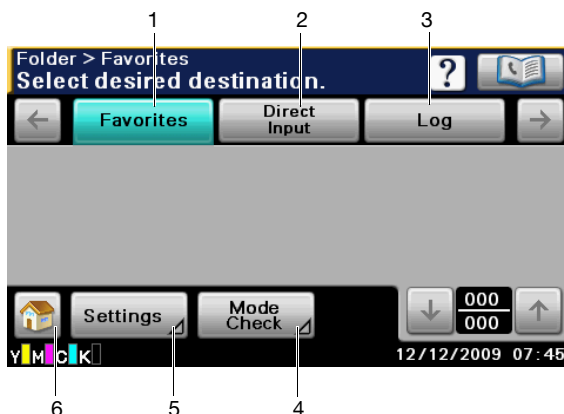 1 2 3
Folder > Favorites
Select desired destination.
?
Favorites
Direct
Input
Log
Settings
Mode
Check
000
000
Y M C K
12/12/2009 07:45
6 5 4